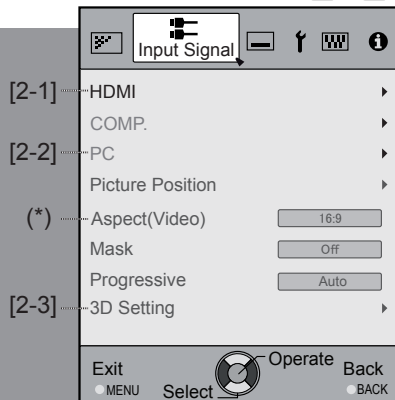 Input Signal
[2-1] HDMI
COMP.
[2-2] PC
Picture Position
(*) Aspect(Video) 16:9
Mask Off
Progressive Auto
[2-3] 3D Setting
Exit Operate Back
MENU Select BACK